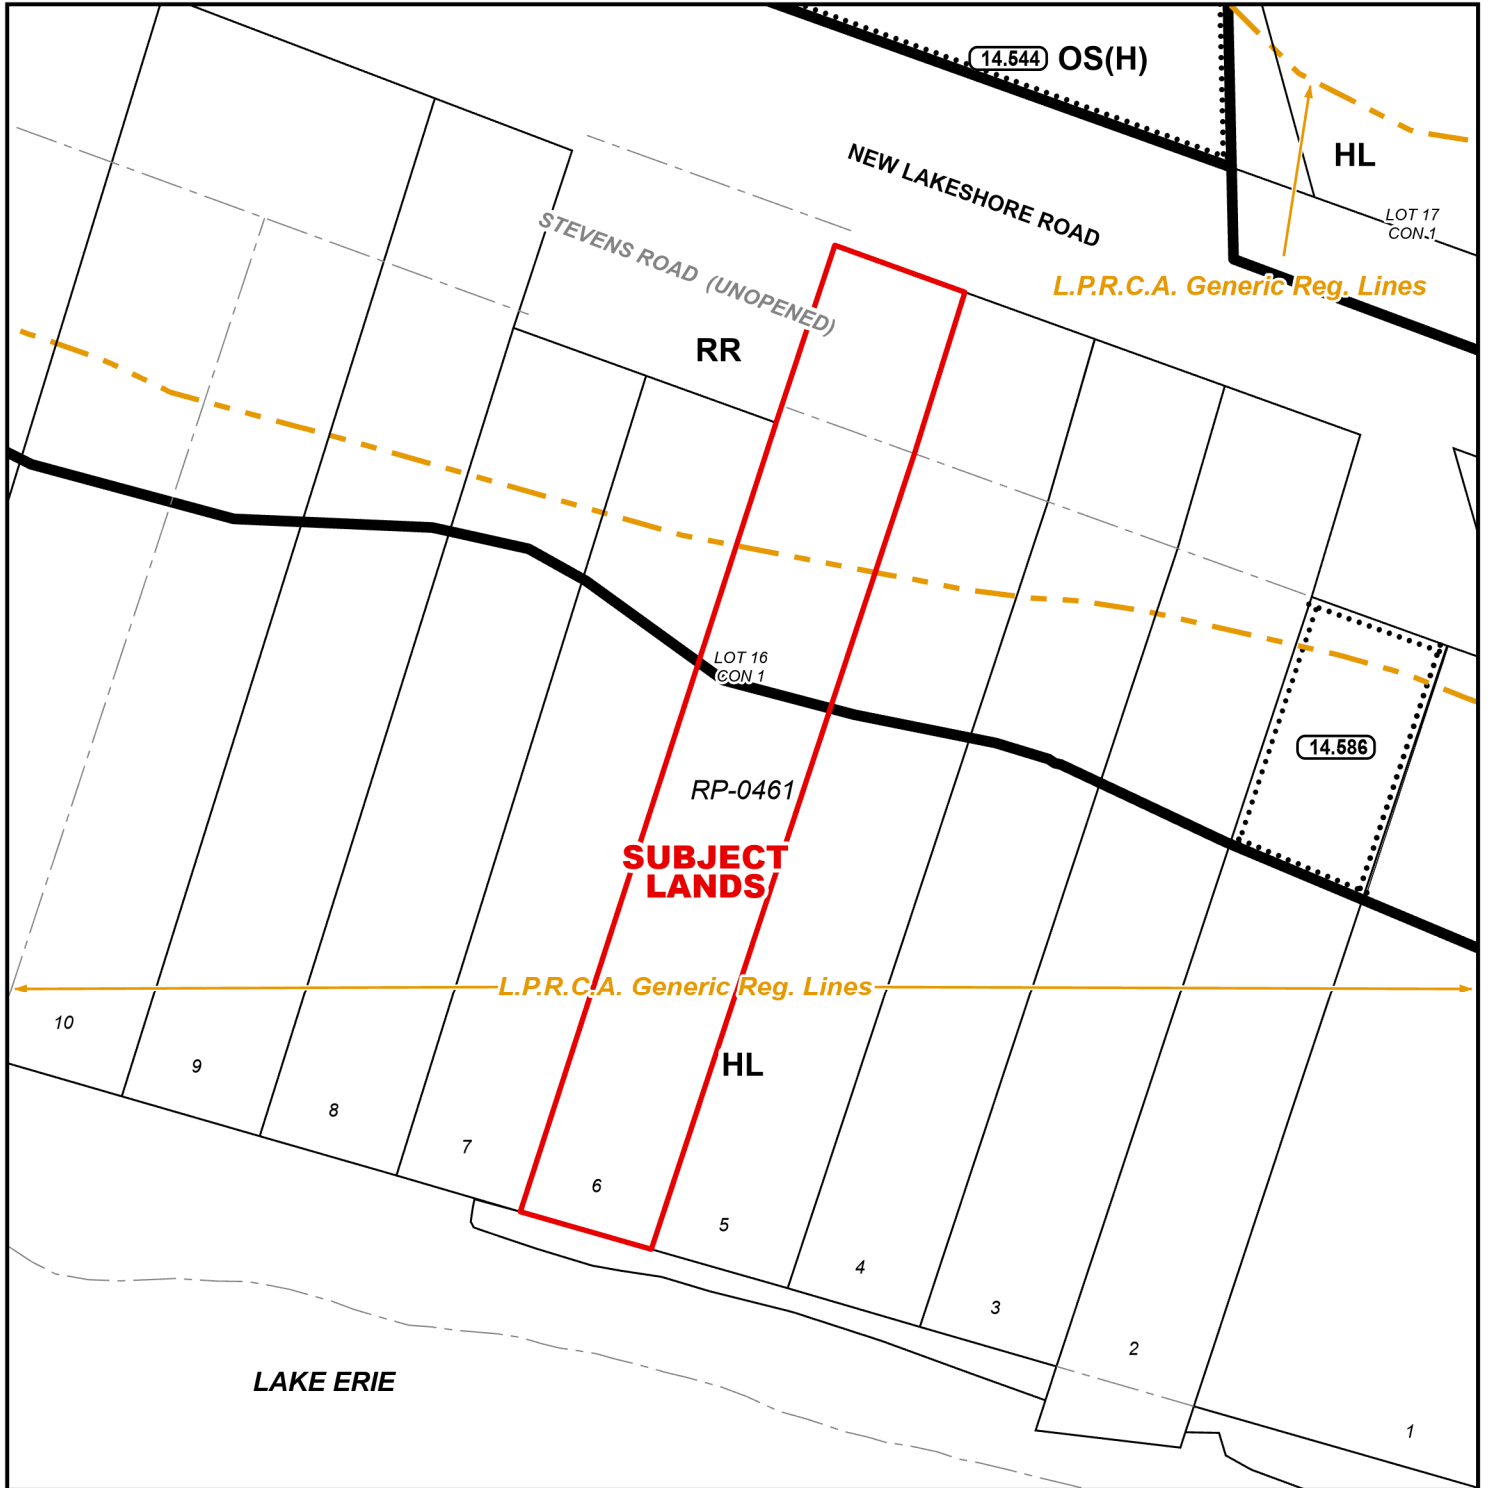 14.544 OS(H)
NEW LAKESHORE ROAD
HL
LOT 17
CON 1
STEVENS ROAD (UNOPENED)
L.P.R.C.A. Generic Reg. Lines
RR
LOT 16
CON 1
14.586
RP-0461
SUBJECT
LANDS
L.P.R.C.A. Generic Reg. Lines
10
9
HL
8
7
6
5
4
3
2
LAKE ERIE
1